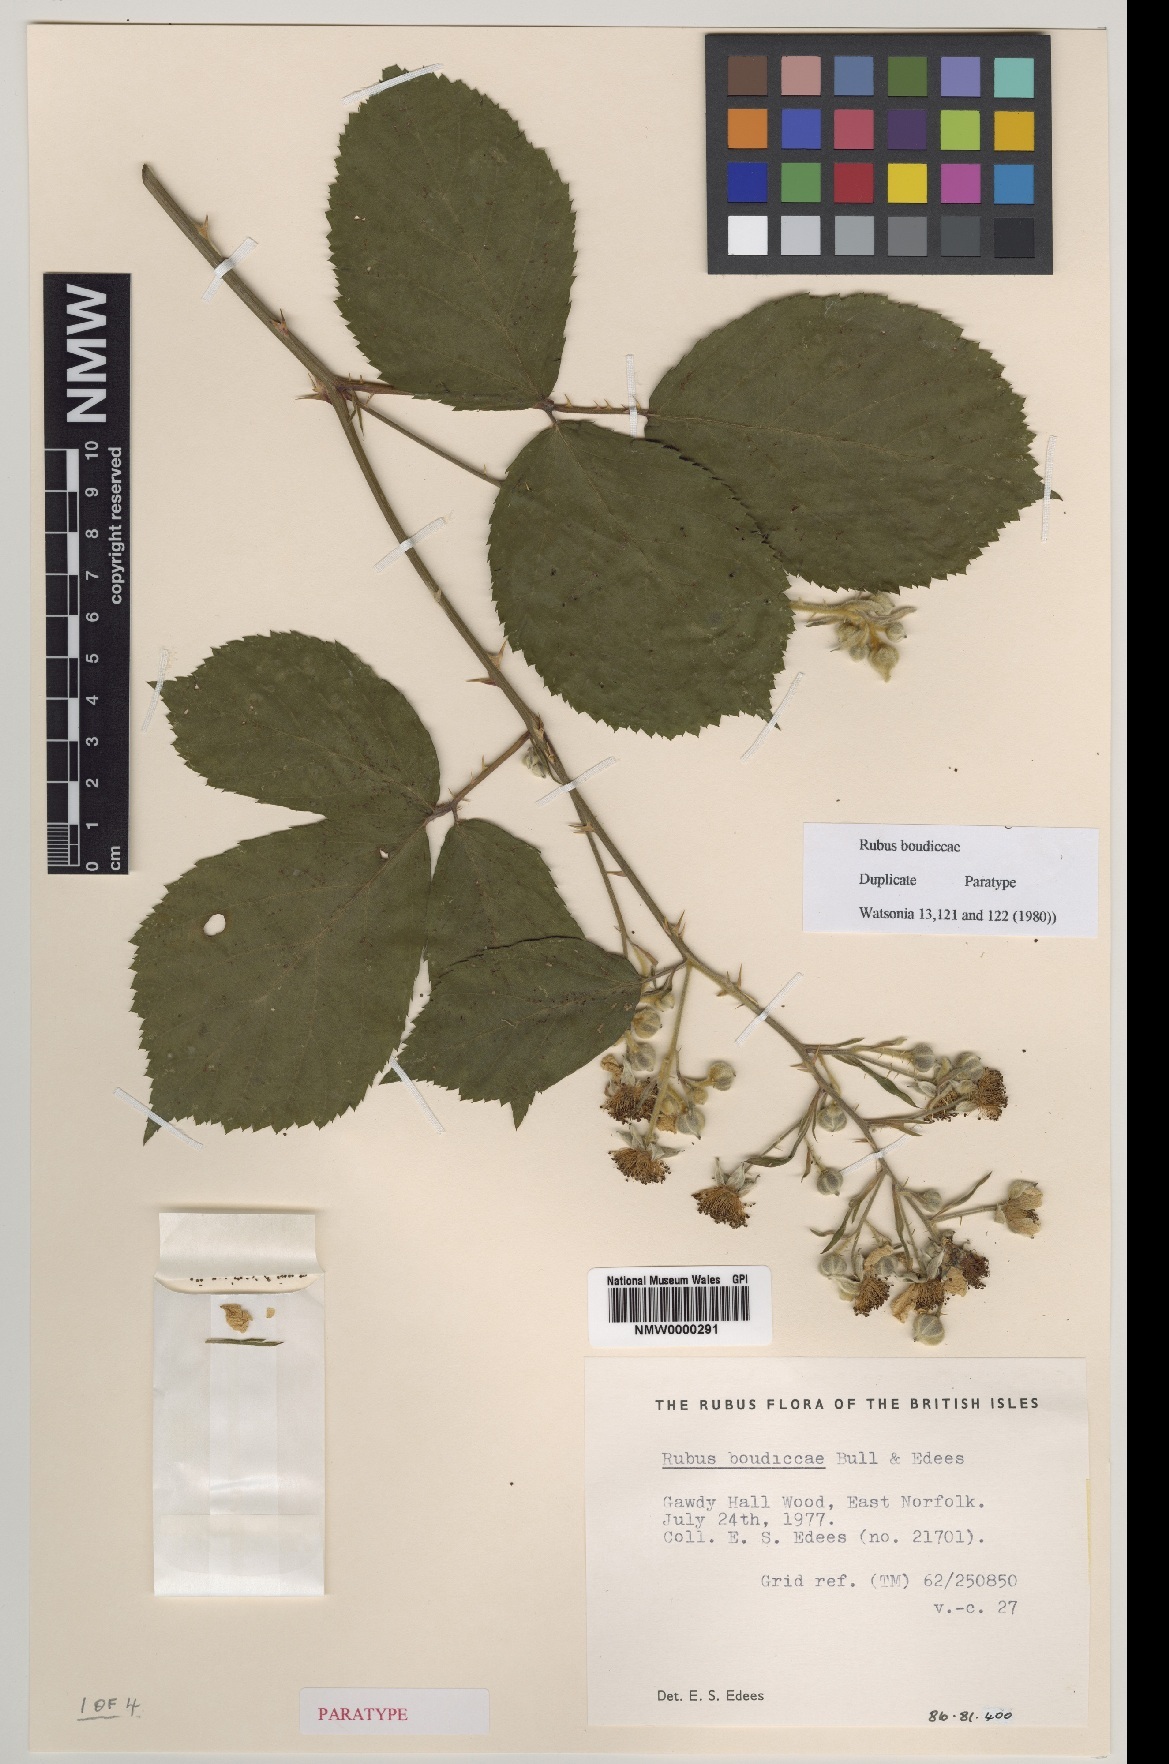 NMW
10
9
8
7
6
5
4
3
2
1
0
cm
copyright reserved
Rubus boudiccae
Duplicate Paratype
Watsonia 13,121 and 122 (1980))
National Museum Wales GPI
NMW0000291
THE RUBUS FLORA OF THE BRITISH ISLES
Rubus boudiccae Bull & Edees
Gawdy Hall Wood, East Norfolk.
July 24th, 1977.
Coll. E. S. Edees (no. 21701).
Grid ref. (TM) 62/250850
v.-c. 27
Det. E. S. Edees
86.81.400
1 OF 4
PARATYPE